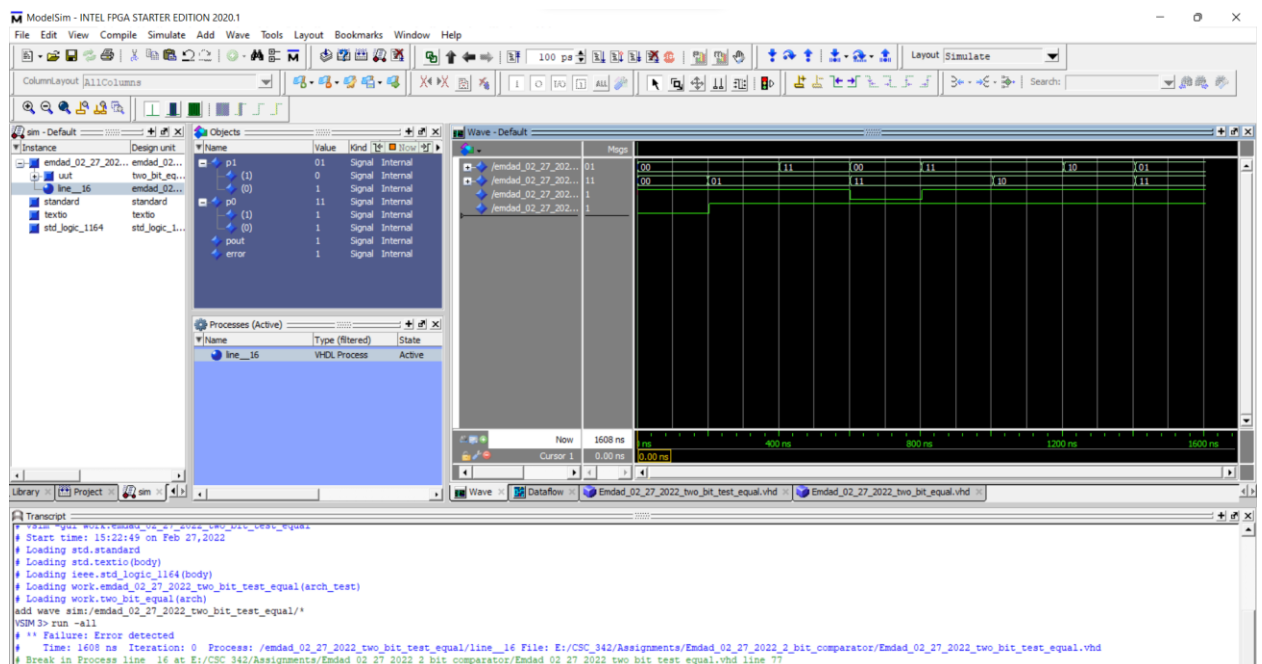 ModelSim - INTEL FPGA STARTER EDITION 2020.1
File Edit View Compile Simulate Add Wave Tools Layout Bookmarks Window Help
100 ps
Layout Simulate
ColumnLayout AllColumns
Search:
sim - Default
Instance Design unit
emdad_02_27_202... emdad_02...
uut two_bit_eq...
line__16 emdad_02...
standard standard
textio textio
std_logic_1164 std_logic_1...
Objects
Name Value Kind Now
p1 01 Signal Internal
(1) 0 Signal Internal
(0) 1 Signal Internal
p0 11 Signal Internal
(1) 1 Signal Internal
(0) 1 Signal Internal
pout 1 Signal Internal
error 1 Signal Internal
Processes (Active)
Name Type (filtered) State
line__16 VHDL Process Active
Wave - Default
Msgs
/emdad_02_27_202... 01 00 11 00 11 10 01
/emdad_02_27_202... 11 00 01 11 10 11
/emdad_02_27_202... 1
/emdad_02_27_202... 1
Now 1608 ns ns 400 ns 800 ns 1200 ns 1600 ns
Cursor 1 0.00 ns 0.00 ns
Library Project sim
Wave Dataflow Emdad_02_27_2022_two_bit_test_equal.vhd Emdad_02_27_2022_two_bit_equal.vhd
Transcript
# vsim -gui work.emdad_02_27_2022_two_bit_test_equal
# Start time: 15:22:49 on Feb 27,2022
# Loading std.standard
# Loading std.textio(body)
# Loading ieee.std_logic_1164(body)
# Loading work.emdad_02_27_2022_two_bit_test_equal(arch_test)
# Loading work.two_bit_equal(arch)
add wave sim:/emdad_02_27_2022_two_bit_test_equal/*
VSIM 3> run -all
# ** Failure: Error detected
# Time: 1608 ns Iteration: 0 Process: /emdad_02_27_2022_two_bit_test_equal/line__16 File: E:/CSC_342/Assignments/Emdad_02_27_2022_2_bit_comparator/Emdad_02_27_2022_two_bit_test_equal.vhd
# Break in Process line__16 at E:/CSC_342/Assignments/Emdad_02_27_2022_2_bit_comparator/Emdad_02_27_2022_two_bit_test_equal.vhd line 77